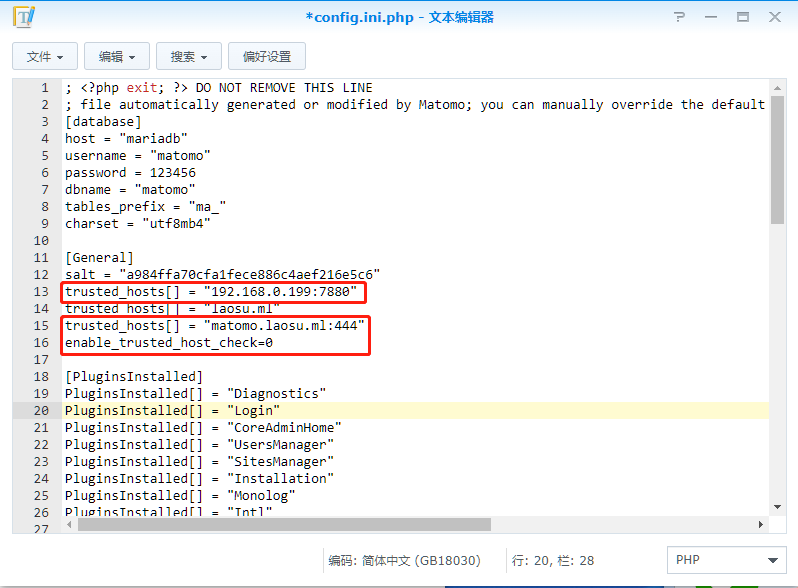 *config.ini.php - 文本编辑器
文件 编辑 搜索 偏好设置
1 ; <?php exit; ?> DO NOT REMOVE THIS LINE
2 ; file automatically generated or modified by Matomo; you can manually override the default
3 [database]
4 host = "mariadb"
5 username = "matomo"
6 password = 123456
7 dbname = "matomo"
8 tables_prefix = "ma_"
9 charset = "utf8mb4"
10
11 [General]
12 salt = "a984ffa70cfa1fece886c4aef216e5c6"
13 trusted_hosts[] = "192.168.0.199:7880"
14 trusted_hosts[] = "laosu.ml"
15 trusted_hosts[] = "matomo.laosu.ml:444"
16 enable_trusted_host_check=0
17
18 [PluginsInstalled]
19 PluginsInstalled[] = "Diagnostics"
20 PluginsInstalled[] = "Login"
21 PluginsInstalled[] = "CoreAdminHome"
22 PluginsInstalled[] = "UsersManager"
23 PluginsInstalled[] = "SitesManager"
24 PluginsInstalled[] = "Installation"
25 PluginsInstalled[] = "Monolog"
26 PluginsInstalled[] = "Intl"
27
编码: 简体中文 (GB18030) 行: 20, 栏: 28 PHP